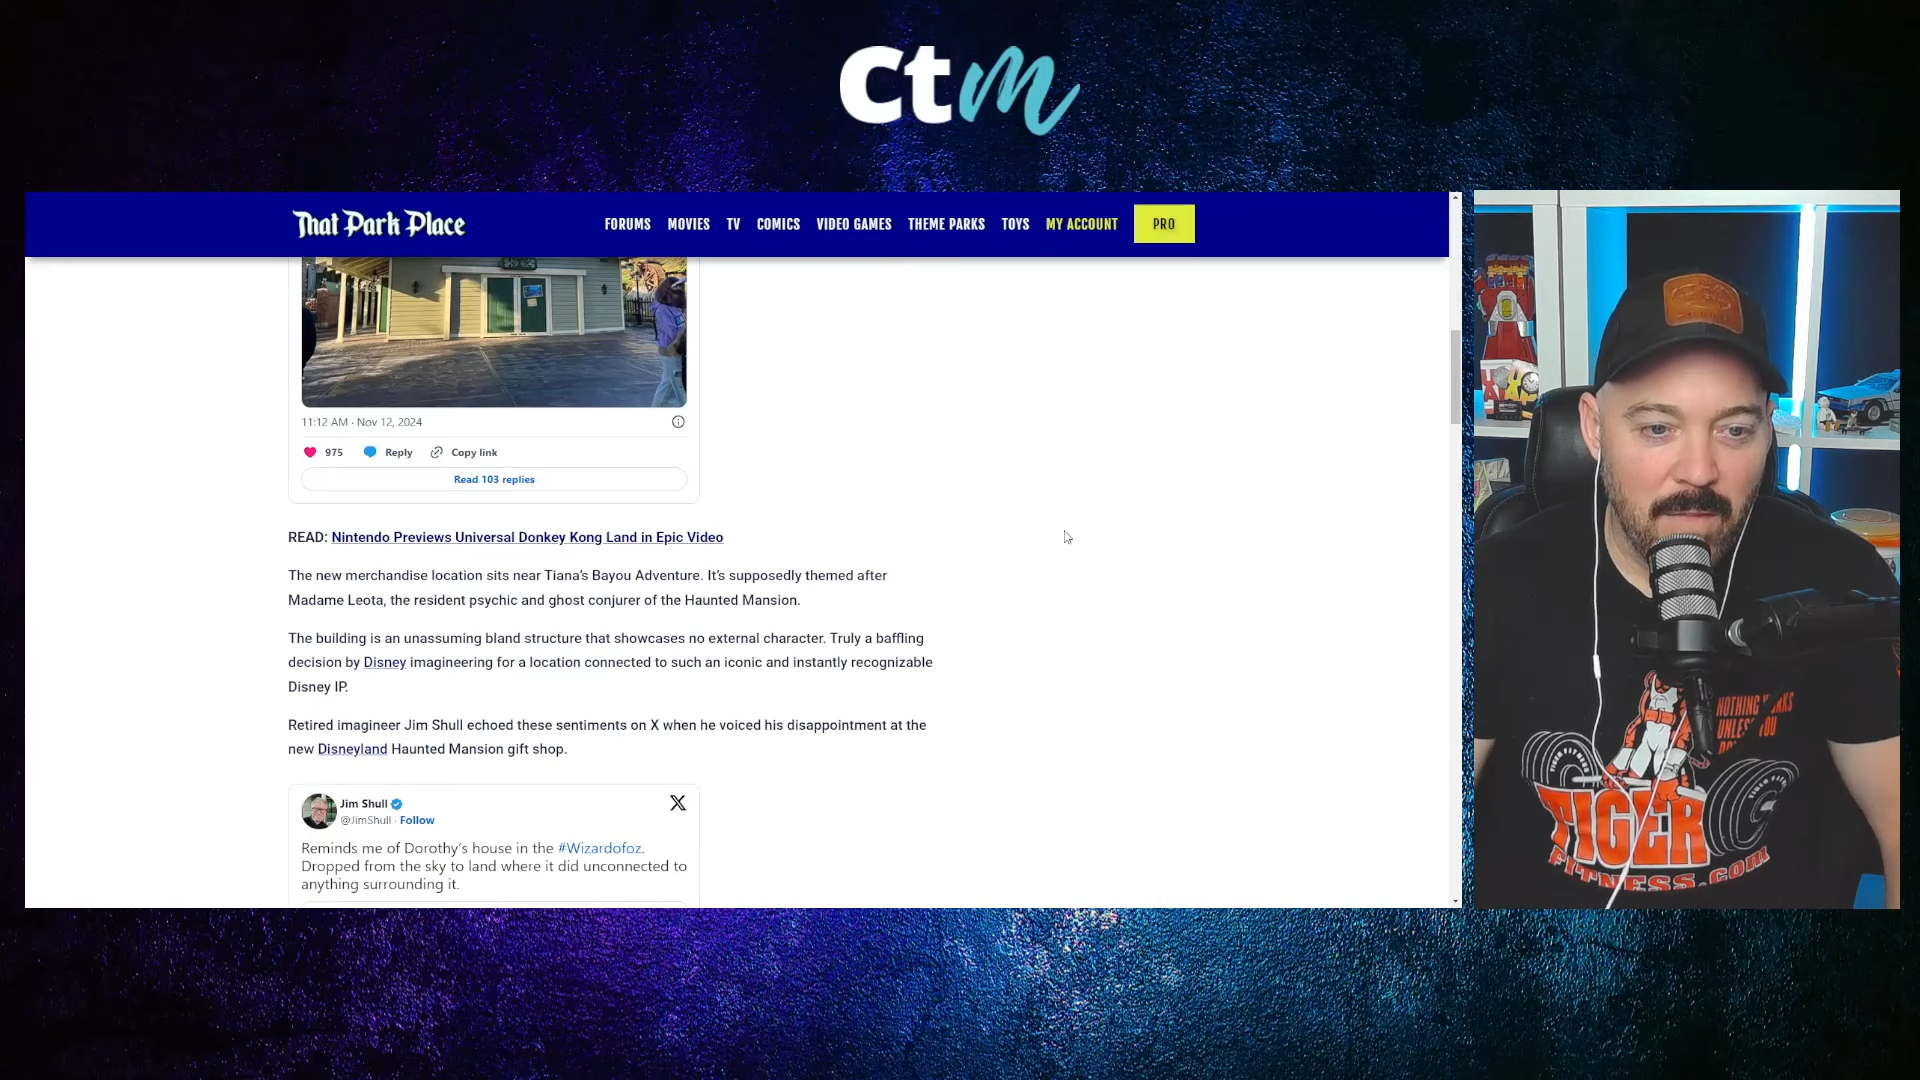 Ctm
That Park Place
FORUMS MOVIES TV COMICS VIDEO GAMES THEME PARKS TOYS MY ACCOUNT PRO
11:12 AM · Nov 12, 2024
975 Reply Copy link
Read 103 replies
READ: Nintendo Previews Universal Donkey Kong Land in Epic Video
The new merchandise location sits near Tiana's Bayou Adventure. It's supposedly themed after
Madame Leota, the resident psychic and ghost conjurer of the Haunted Mansion.
The building is an unassuming bland structure that showcases no external character. Truly a baffling
decision by Disney imagineering for a location connected to such an iconic and instantly recognizable
Disney IP.
Retired imagineer Jim Shull echoed these sentiments on X when he voiced his disappointment at the
new Disneyland Haunted Mansion gift shop.
Jim Shull
@JimShull · Follow
Reminds me of Dorothy's house in the #Wizardofoz.
Dropped from the sky to land where it did unconnected to
anything surrounding it.
NOTHING
UNLESS YOU
TIGER
FITNESS.COM